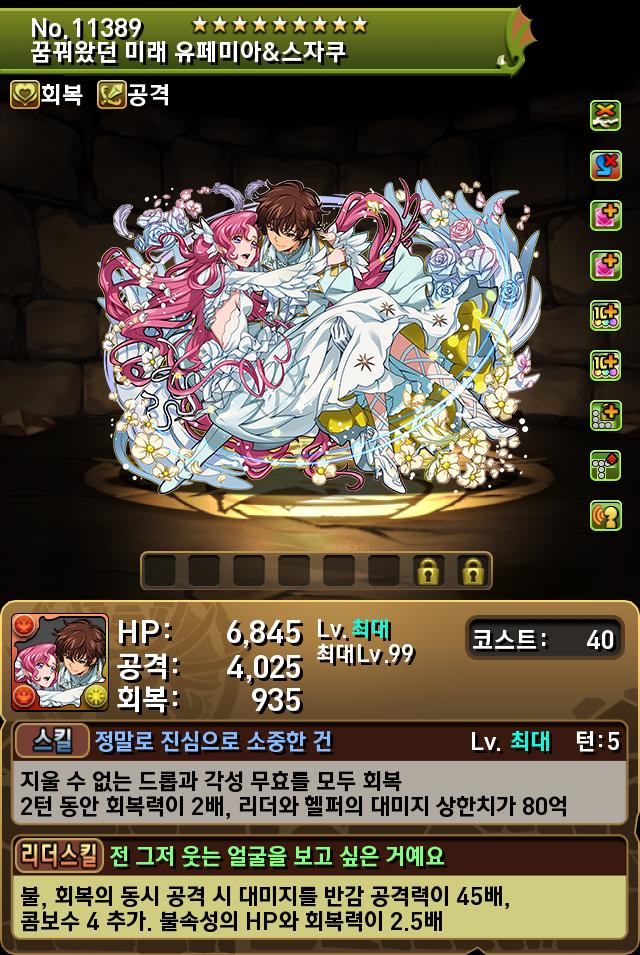 No.11389 ★★★★★★★★★
꿈꿔왔던 미래 유페미아&스자쿠
회복 공격
HP: 6,845 Lv.최대
최대Lv.99
코스트: 40
공격: 4,025
회복: 935
스킬 정말로 진심으로 소중한 건 Lv. 최대 턴:5
지울 수 없는 드롭과 각성 무효를 모두 회복
2턴 동안 회복력이 2배, 리더와 헬퍼의 대미지 상한치가 80억
리더스킬 전 그저 웃는 얼굴을 보고 싶은 거예요
불, 회복의 동시 공격 시 대미지를 반감 공격력이 45배,
콤보수 4 추가. 불속성의 HP와 회복력이 2.5배